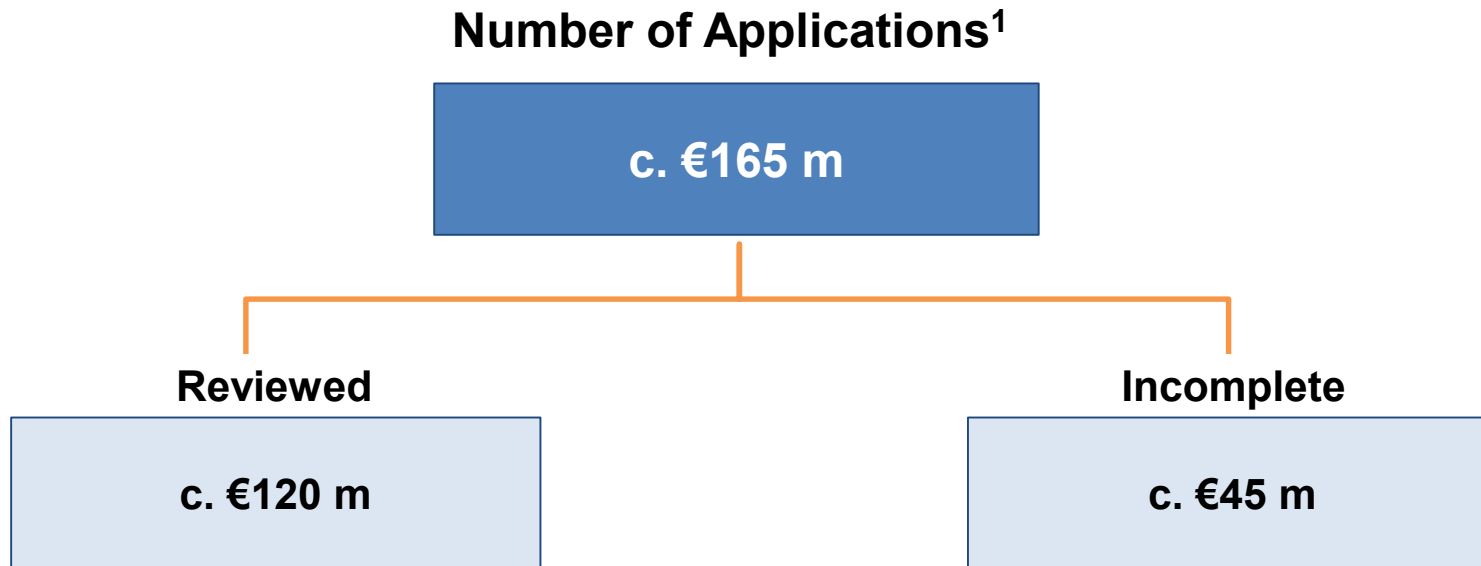 Number of Applications¹
c. €165 m
Reviewed
Incomplete
c. €120 m
c. €45 m